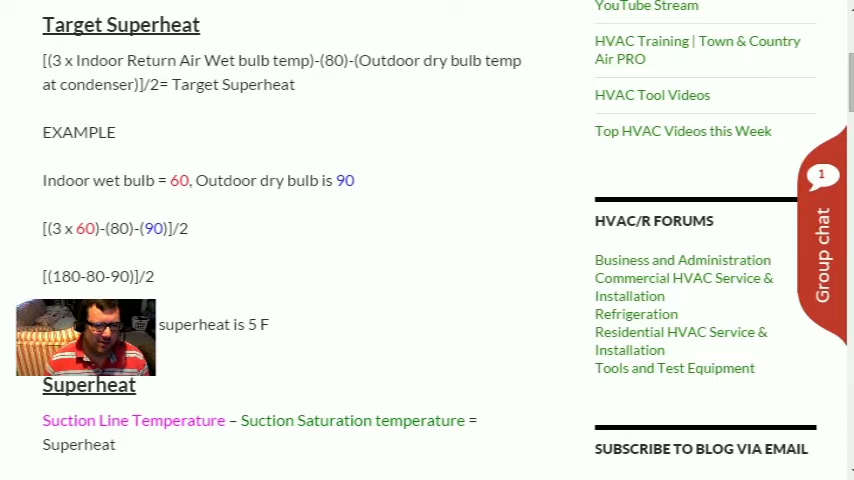 Target Superheat
[(3 x Indoor Return Air Wet bulb temp)-(80)-(Outdoor dry bulb temp
at condenser)]/2= Target Superheat
EXAMPLE
Indoor wet bulb = 60, Outdoor dry bulb is 90
[(3 x 60)-(80)-(90)]/2
[(180-80-90)]/2
superheat is 5 F
Superheat
Suction Line Temperature – Suction Saturation temperature =
Superheat
YouTube Stream
HVAC Training | Town & Country
Air PRO
HVAC Tool Videos
Top HVAC Videos this Week
HVAC/R FORUMS
Business and Administration
Commercial HVAC Service &
Installation
Refrigeration
Residential HVAC Service &
Installation
Tools and Test Equipment
SUBSCRIBE TO BLOG VIA EMAIL
1
Group chat